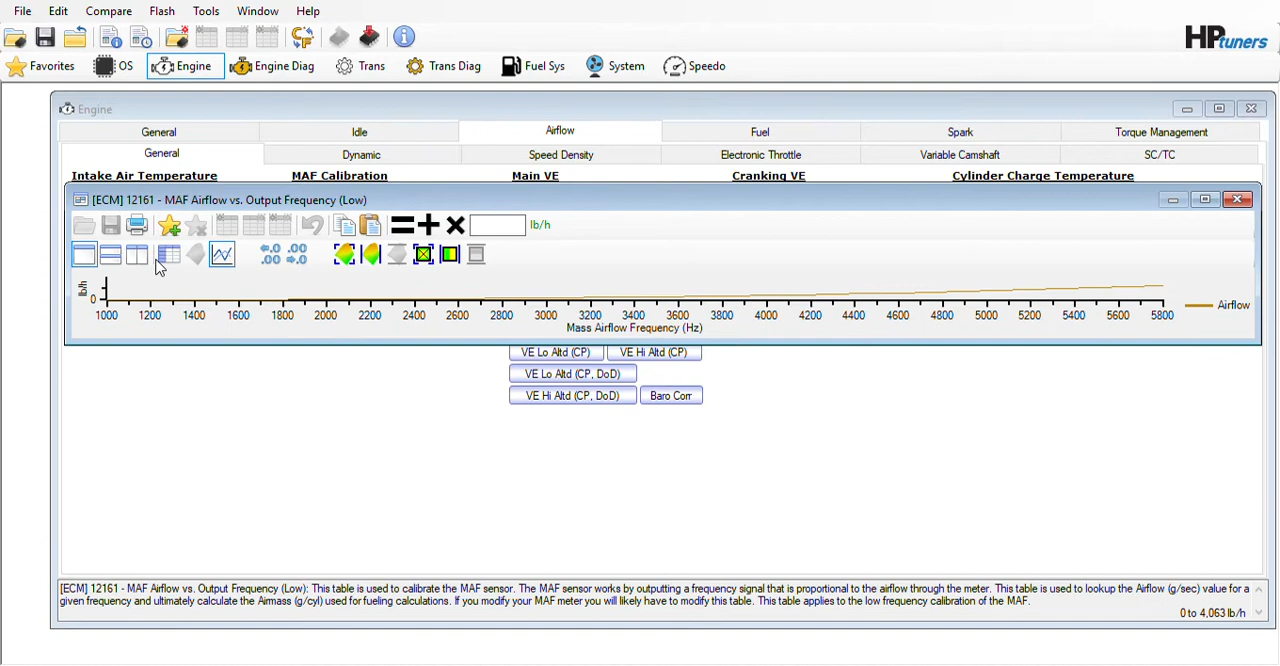 File Edit Compare Flash Tools Window Help
HPtuners
Favorites OS Engine Engine Diag Trans Trans Diag Fuel Sys System Speedo
Engine
General Idle Airflow Fuel Spark Torque Management
General Dynamic Speed Density Electronic Throttle Variable Camshaft SC/TC
Intake Air Temperature MAF Calibration Main VE Cranking VE Cylinder Charge Temperature
[ECM] 12161 - MAF Airflow vs. Output Frequency (Low)
lb/h
←.0 .00
.00 →.0
lb/h
0
1000 1200 1400 1600 1800 2000 2200 2400 2600 2800 3000 3200 3400 3600 3800 4000 4200 4400 4600 4800 5000 5200 5400 5600 5800
Airflow
Mass Airflow Frequency (Hz)
VE Lo Altd (CP) VE Hi Altd (CP)
VE Lo Altd (CP, DoD)
VE Hi Altd (CP, DoD) Baro Corr
[ECM] 12161 - MAF Airflow vs. Output Frequency (Low): This table is used to calibrate the MAF sensor. The MAF sensor works by outputting a frequency signal that is proportional to the airflow through the meter. This table is used to lookup the Airflow (g/sec) value for a
given frequency and ultimately calculate the Airmass (g/cyl) used for fueling calculations. If you modify your MAF meter you will likely have to modify this table. This table applies to the low frequency calibration of the MAF.
0 to 4,063 lb/h